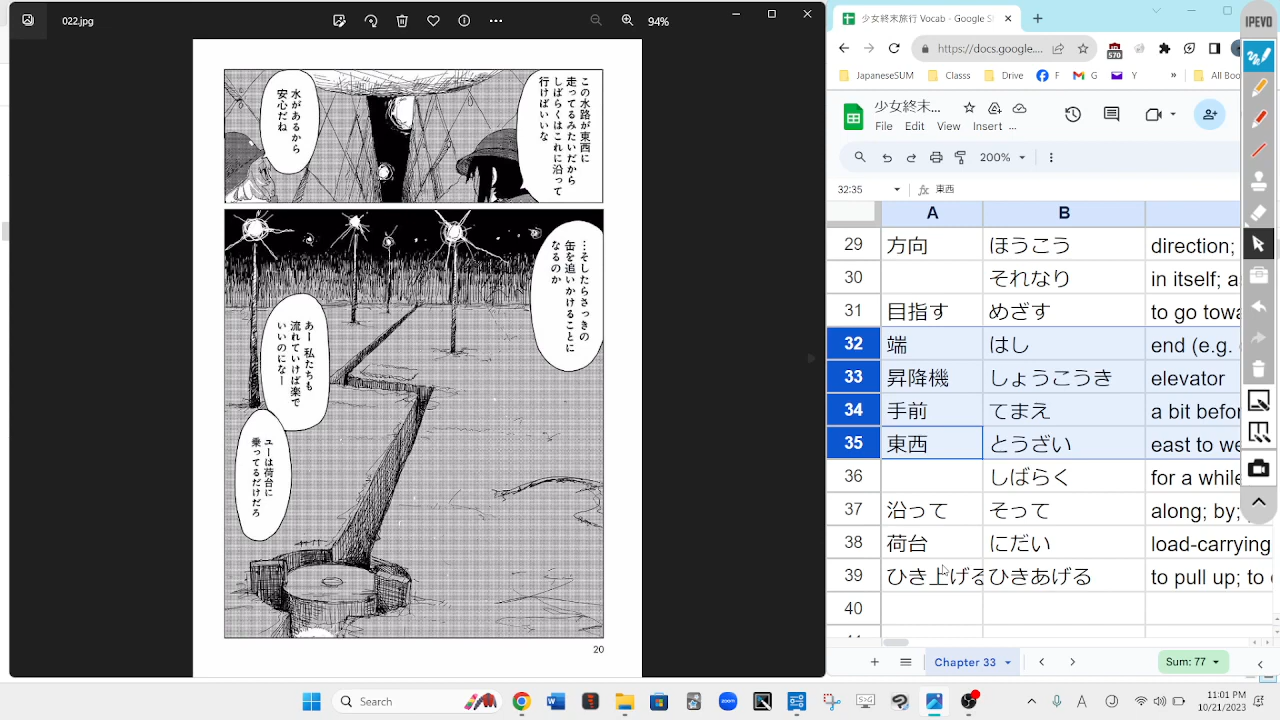 022.jpg
94%
この水路が東西に
走ってるみたいだから
しばらくはこれに沿って
行けばいいな
水があるから
安心だね
…そしたらさっきの
缶を追いかけることに
なるのか
あー 私たちも
流れていけば楽で
いいのになー
ユーは荷台に
乗ってるだけだろ
20
少女終末旅行 Vocab - Google S
https://docs.google...
570
JapaneseSUN
Class
Drive
F
G
Y
少女終末...
File Edit View Insert
200%
32:35
fx 東西
A B
29 方向 ほうこう direction;
30 それなり in itself; a
31 目指す めざす to go towa
32 端 はし end (e.g. o
33 昇降機 しょうこうき elevator
34 手前 てまえ a bit befor
35 東西 とうざい east to we
36 しばらく for a while
37 沿って そって along; by;
38 荷台 にだい load-carrying
39 ひき上げる ひきあげる to pull up; to
40
Chapter 33
Count: 17
IPEVO
Search
zoom
11:03 PM